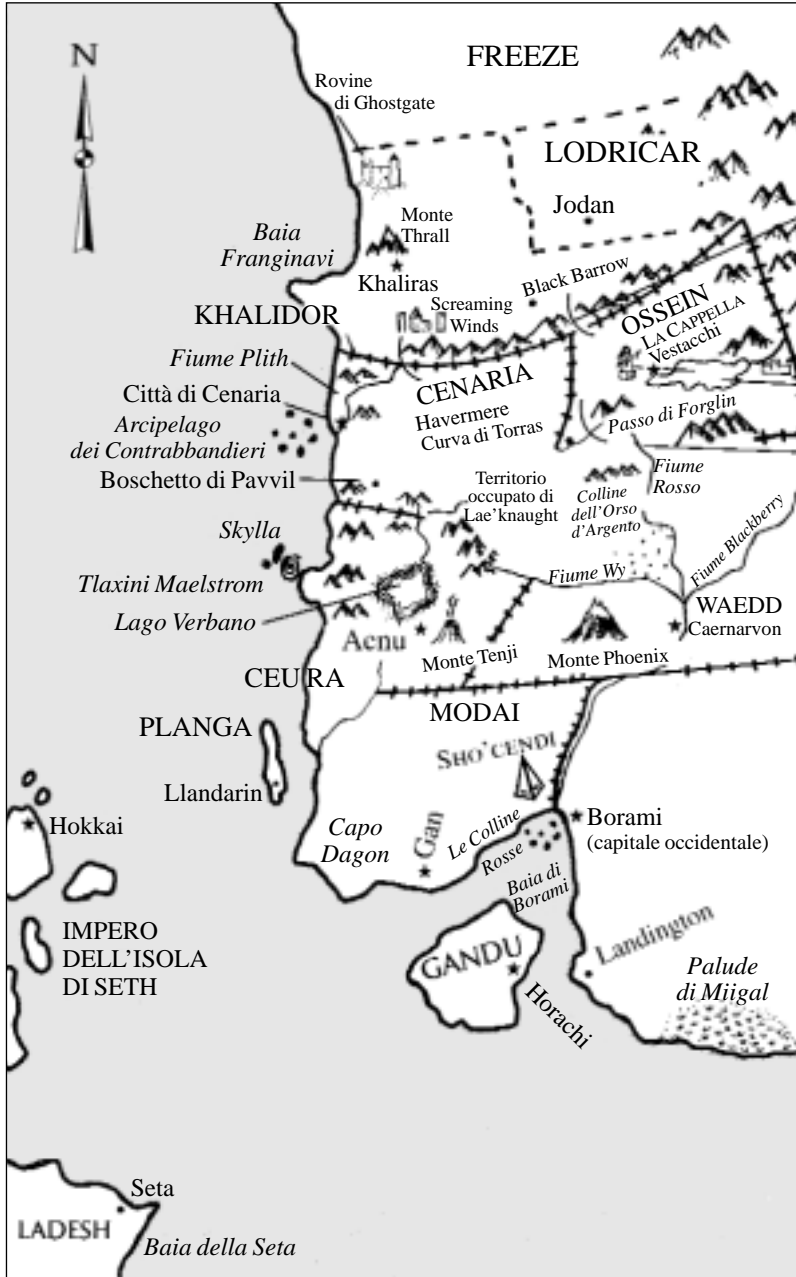 FREEZE
N
Rovine
di Ghostgate
LODRICAR
Jodan
Monte
Thrall
Baia
Franginavi
Khaliras
Black Barrow
KHALIDOR
Screaming
Winds
OSSEIN
LA CAPPELLA
Vestacchi
Fiume Plith
CENARIA
Città di Cenaria
Havermere
Curva di Torras
Passo di Forglin
Arcipelago
dei Contrabbandieri
Boschetto di Pavvil
Territorio
occupato di
Lae’knaught
Colline
dell’Orso
d’Argento
Fiume
Rosso
Fiume Blackberry
Skylla
Tlaxini Maelstrom
Fiume Wy
Lago Verbano
WAEDD
Caernarvon
Acnu
Monte Tenji
Monte Phoenix
CEURA
MODAI
PLANGA
SHO’CENDI
Llandarin
Hokkai
Capo
Dagon
Gan
Le Colline
Rosse
Borami
(capitale occidentale)
Baia di
Borami
IMPERO
DELL’ISOLA
DI SETH
GANDU
Horachi
Landington
Palude
di Miigal
Seta
LADESH
Baia della Seta